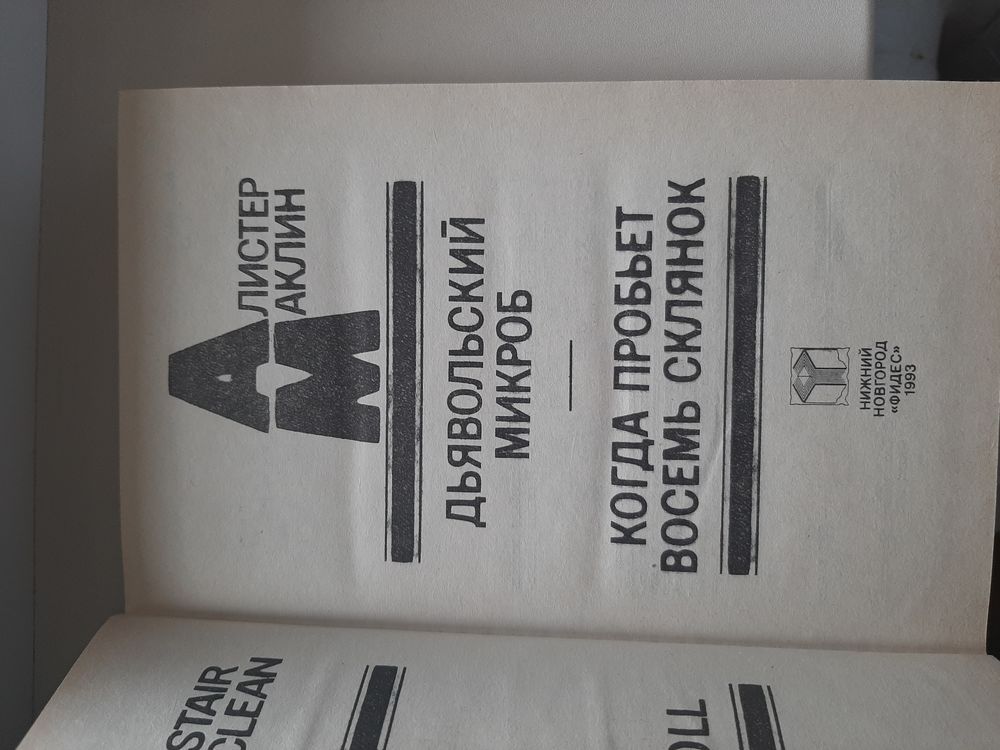 STAIR
CLEAN
OLL
АЛИСТЕР
МАКЛИН
ДЬЯВОЛЬСКИЙ
МИКРОБ
КОГДА ПРОБЬЕТ
ВОСЕМЬ СКЛЯНОК
НИЖНИЙ
НОВГОРОД
«ФИДЕС»
1993